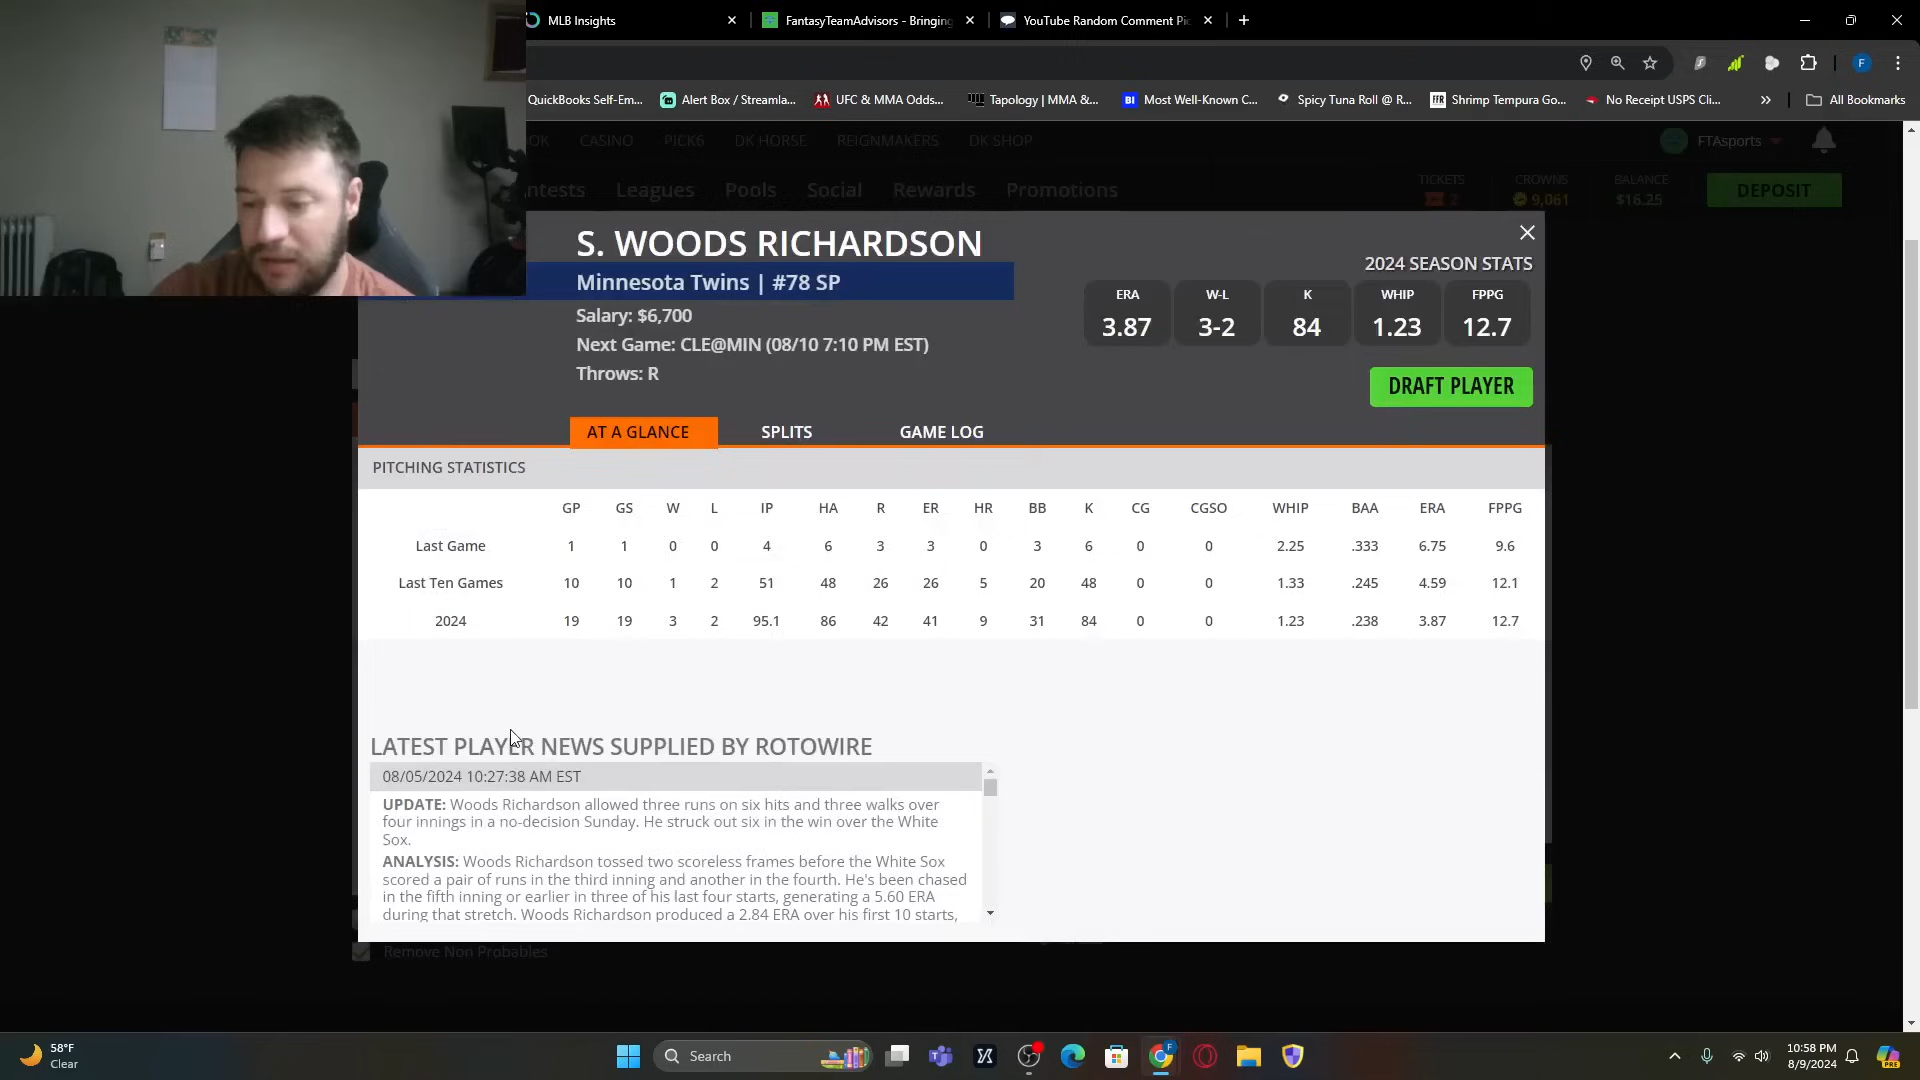 MLB Insights
FantasyTeamAdvisors - Bringing
YouTube Random Comment Pic
QuickBooks Self-Em...
Alert Box / Streamla...
UFC & MMA Odds...
Tapology | MMA &...
Most Well-Known C...
Spicy Tuna Roll @ R...
Shrimp Tempura Go...
No Receipt USPS Cli...
All Bookmarks
OK CASINO PICK6 DK HORSE REIGNMAKERS DK SHOP
FTAsports
ntests Leagues Pools Social Rewards Promotions
TICKETS CROWNS BALANCE
2 9,061 $16.25
DEPOSIT
S. WOODS RICHARDSON
Minnesota Twins | #78 SP
Salary: $6,700
Next Game: CLE@MIN (08/10 7:10 PM EST)
Throws: R
2024 SEASON STATS
ERA W-L K WHIP FPPG
3.87 3-2 84 1.23 12.7
DRAFT PLAYER
AT A GLANCE SPLITS GAME LOG
PITCHING STATISTICS
GP GS W L IP HA R ER HR BB K CG CGSO WHIP BAA ERA FPPG
Last Game 1 1 0 0 4 6 3 3 0 3 6 0 0 2.25 .333 6.75 9.6
Last Ten Games 10 10 1 2 51 48 26 26 5 20 48 0 0 1.33 .245 4.59 12.1
2024 19 19 3 2 95.1 86 42 41 9 31 84 0 0 1.23 .238 3.87 12.7
LATEST PLAYER NEWS SUPPLIED BY ROTOWIRE
08/05/2024 10:27:38 AM EST
UPDATE: Woods Richardson allowed three runs on six hits and three walks over
four innings in a no-decision Sunday. He struck out six in the win over the White
Sox.
ANALYSIS: Woods Richardson tossed two scoreless frames before the White Sox
scored a pair of runs in the third inning and another in the fourth. He's been chased
in the fifth inning or earlier in three of his last four starts, generating a 5.60 ERA
during that stretch. Woods Richardson produced a 2.84 ERA over his first 10 starts,
Remove Non Probables
58°F
Clear
Search
10:58 PM
8/9/2024